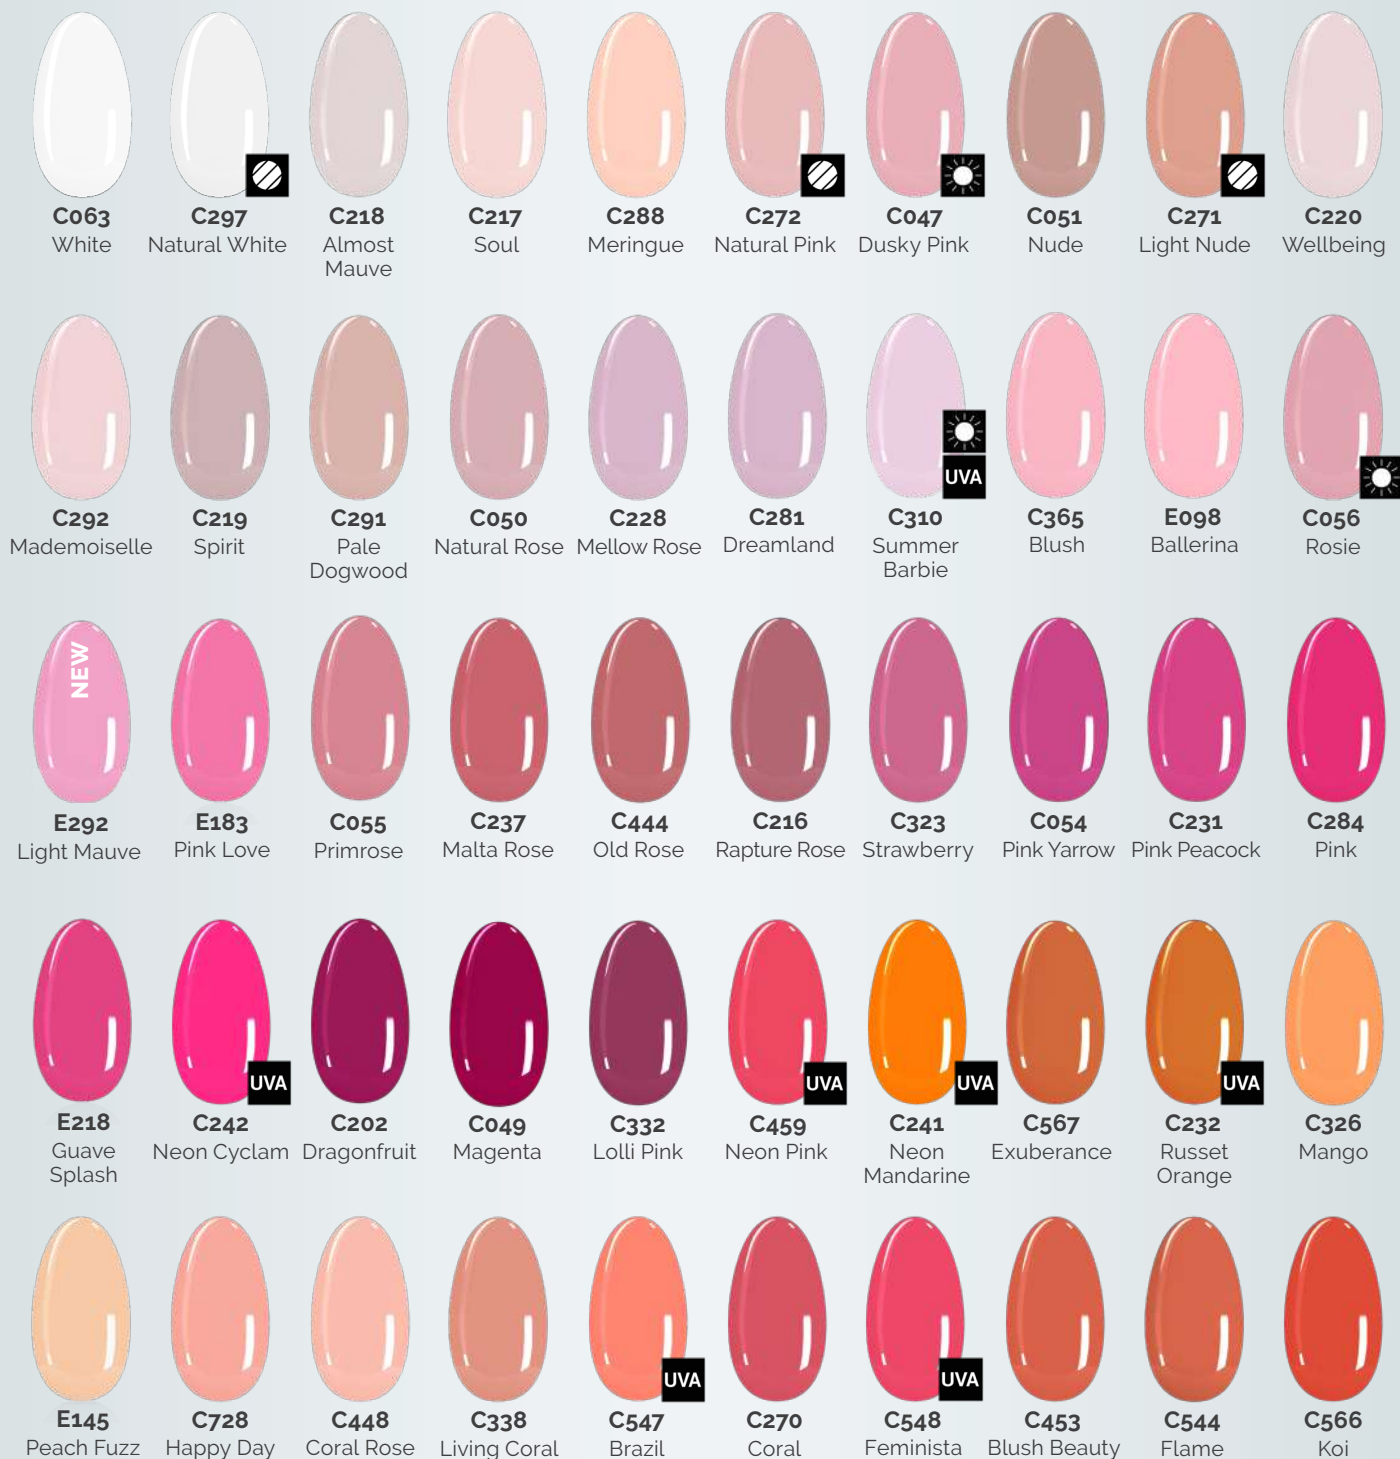 C063 C297 C218 C217 C288 C272 C047 C051 C271 C220
White Natural White Almost Soul Meringue Natural Pink Dusky Pink Nude Light Nude Wellbeing
Mauve
UVA
C292 C219 C291 C050 C228 C281 C310 C365 E098 C056
Mademoiselle Spirit Pale Natural Rose Mellow Rose Dreamland Summer Blush Ballerina Rosie
Dogwood Barbie
NEW
E292 E183 C055 C237 C444 C216 C323 C054 C231 C284
Light Mauve Pink Love Primrose Malta Rose Old Rose Rapture Rose Strawberry Pink Yarrow Pink Peacock Pink
UVA UVA UVA UVA
E218 C242 C202 C049 C332 C459 C241 C567 C232 C326
Guave Neon Cyclam Dragonfruit Magenta Lolli Pink Neon Pink Neon Exuberance Russet Mango
Splash Mandarine Orange
UVA UVA
E145 C728 C448 C338 C547 C270 C548 C453 C544 C566
Peach Fuzz Happy Day Coral Rose Living Coral Brazil Coral Feminista Blush Beauty Flame Koi